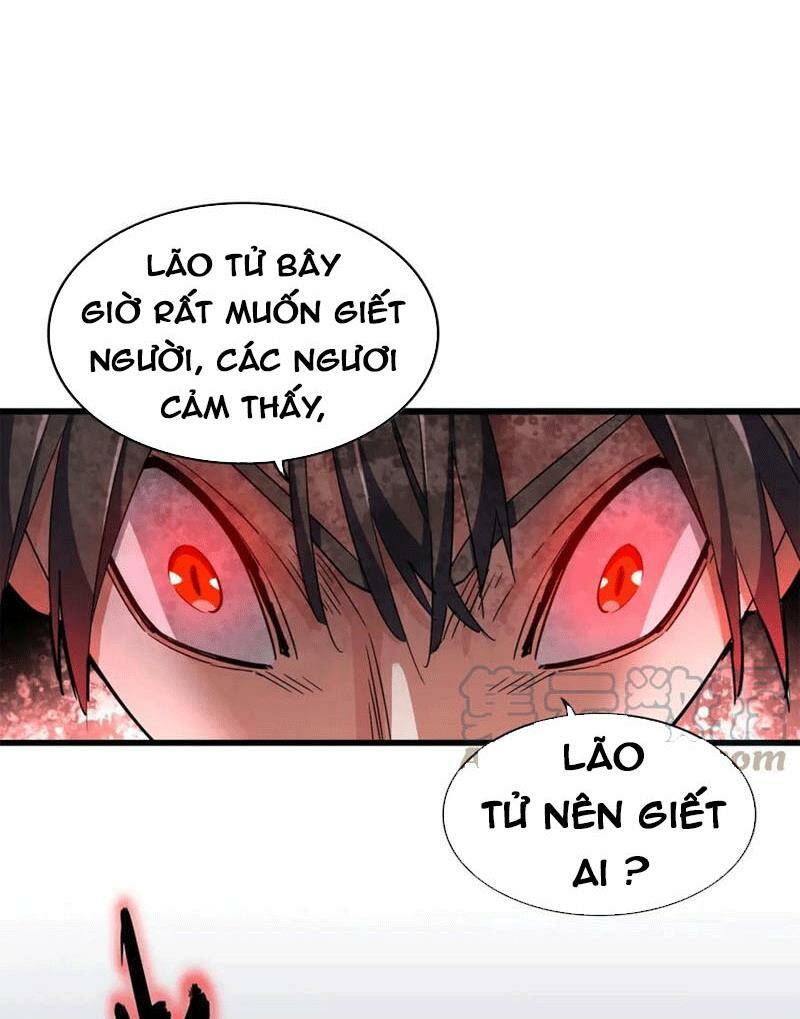 LÃO TỬ BÂY
GIỜ RẤT MUỐN GIẾT
NGƯỜI, CÁC NGƯƠI
CẢM THẤY,
LÃO
TỬ NÊN GIẾT
AI ?